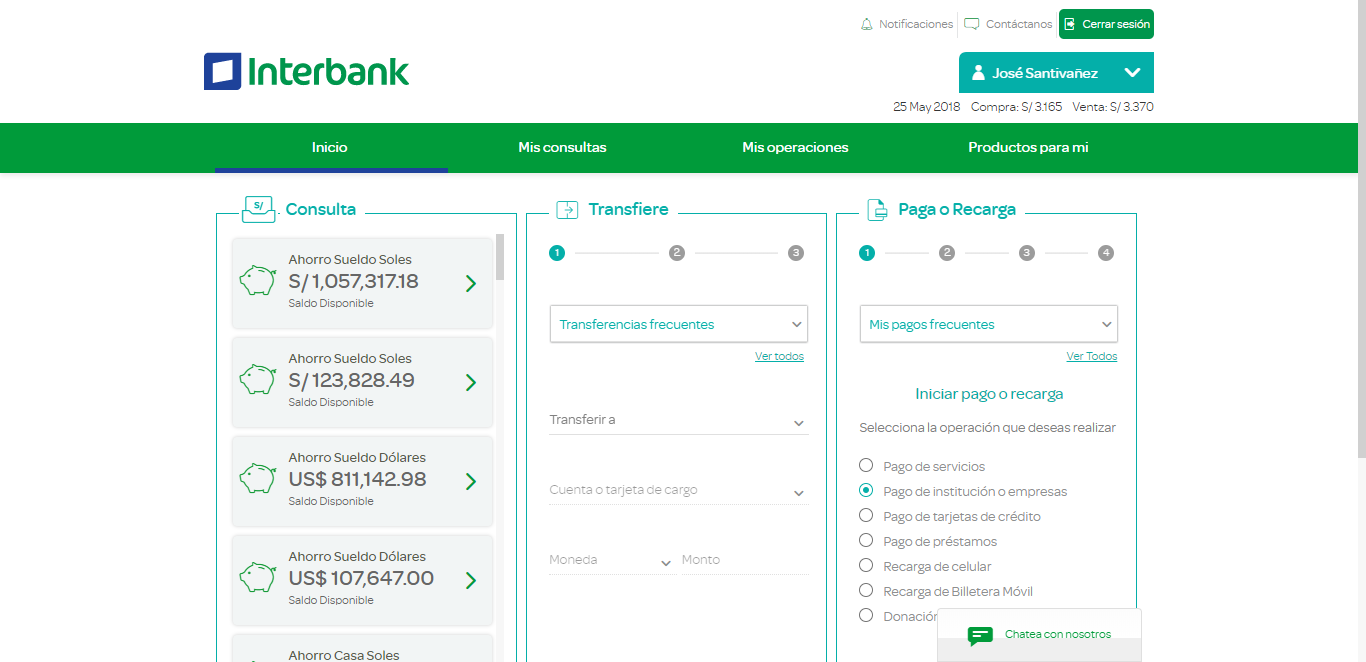 Notificaciones Contáctanos Cerrar sesión
Interbank
José Santivañez
25 May 2018 Compra: S/ 3.165 Venta: S/ 3.370
Inicio Mis consultas Mis operaciones Productos para mi
S/ Consulta
Ahorro Sueldo Soles
S/ 1,057,317.18
Saldo Disponible
Ahorro Sueldo Soles
S/ 123,828.49
Saldo Disponible
Ahorro Sueldo Dólares
US$ 811,142.98
Saldo Disponible
Ahorro Sueldo Dólares
US$ 107,647.00
Saldo Disponible
Ahorro Casa Soles
Transfiere
1 2 3
Transferencias frecuentes
Ver todos
Transferir a
Cuenta o tarjeta de cargo
Moneda Monto
Paga o Recarga
1 2 3 4
Mis pagos frecuentes
Ver Todos
Iniciar pago o recarga
Selecciona la operación que deseas realizar
Pago de servicios
Pago de institución o empresas
Pago de tarjetas de crédito
Pago de préstamos
Recarga de celular
Recarga de Billetera Móvil
Donación
Chatea con nosotros